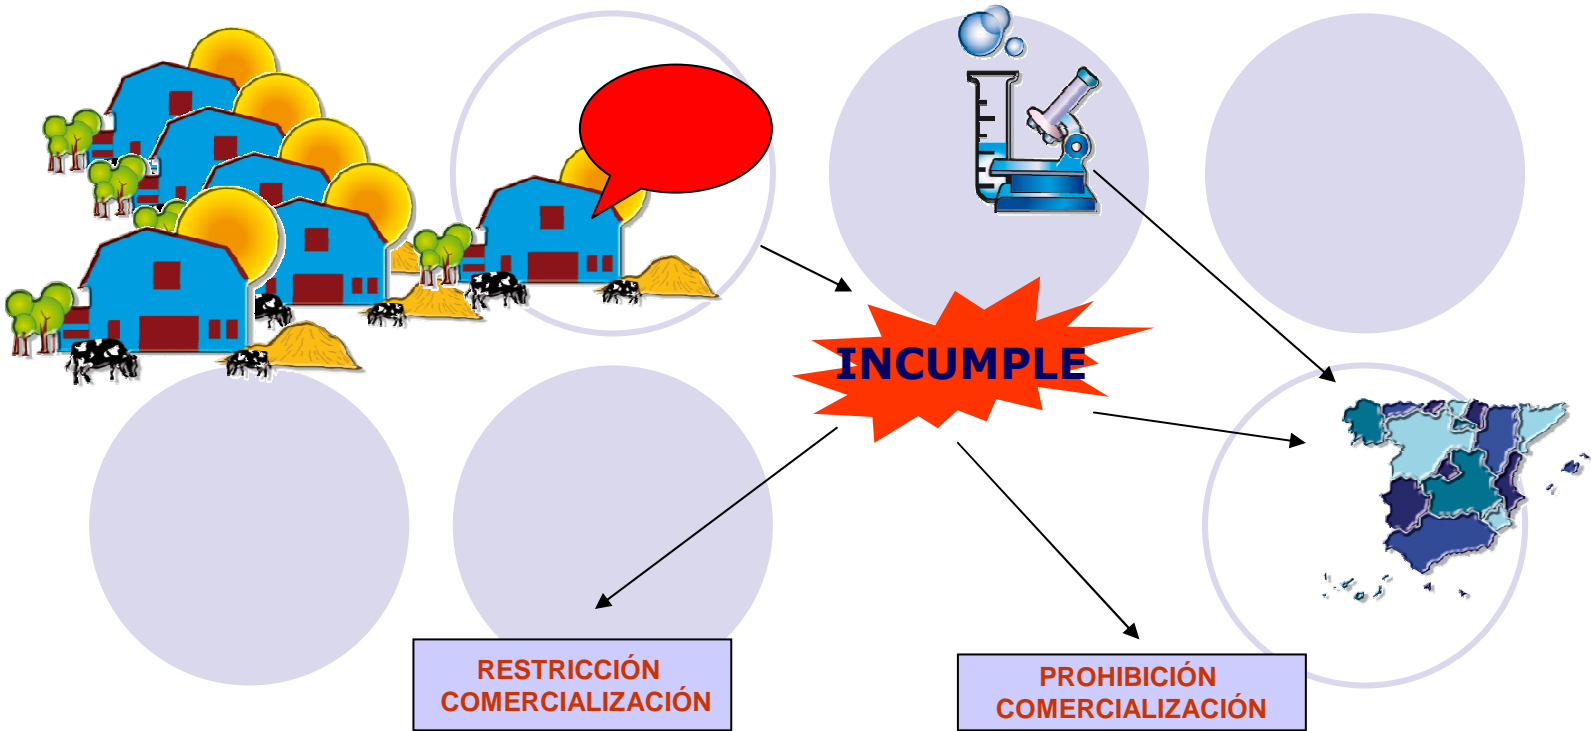 INCUMPLE
RESTRICCIÓN
COMERCIALIZACIÓN
PROHIBICIÓN
COMERCIALIZACIÓN